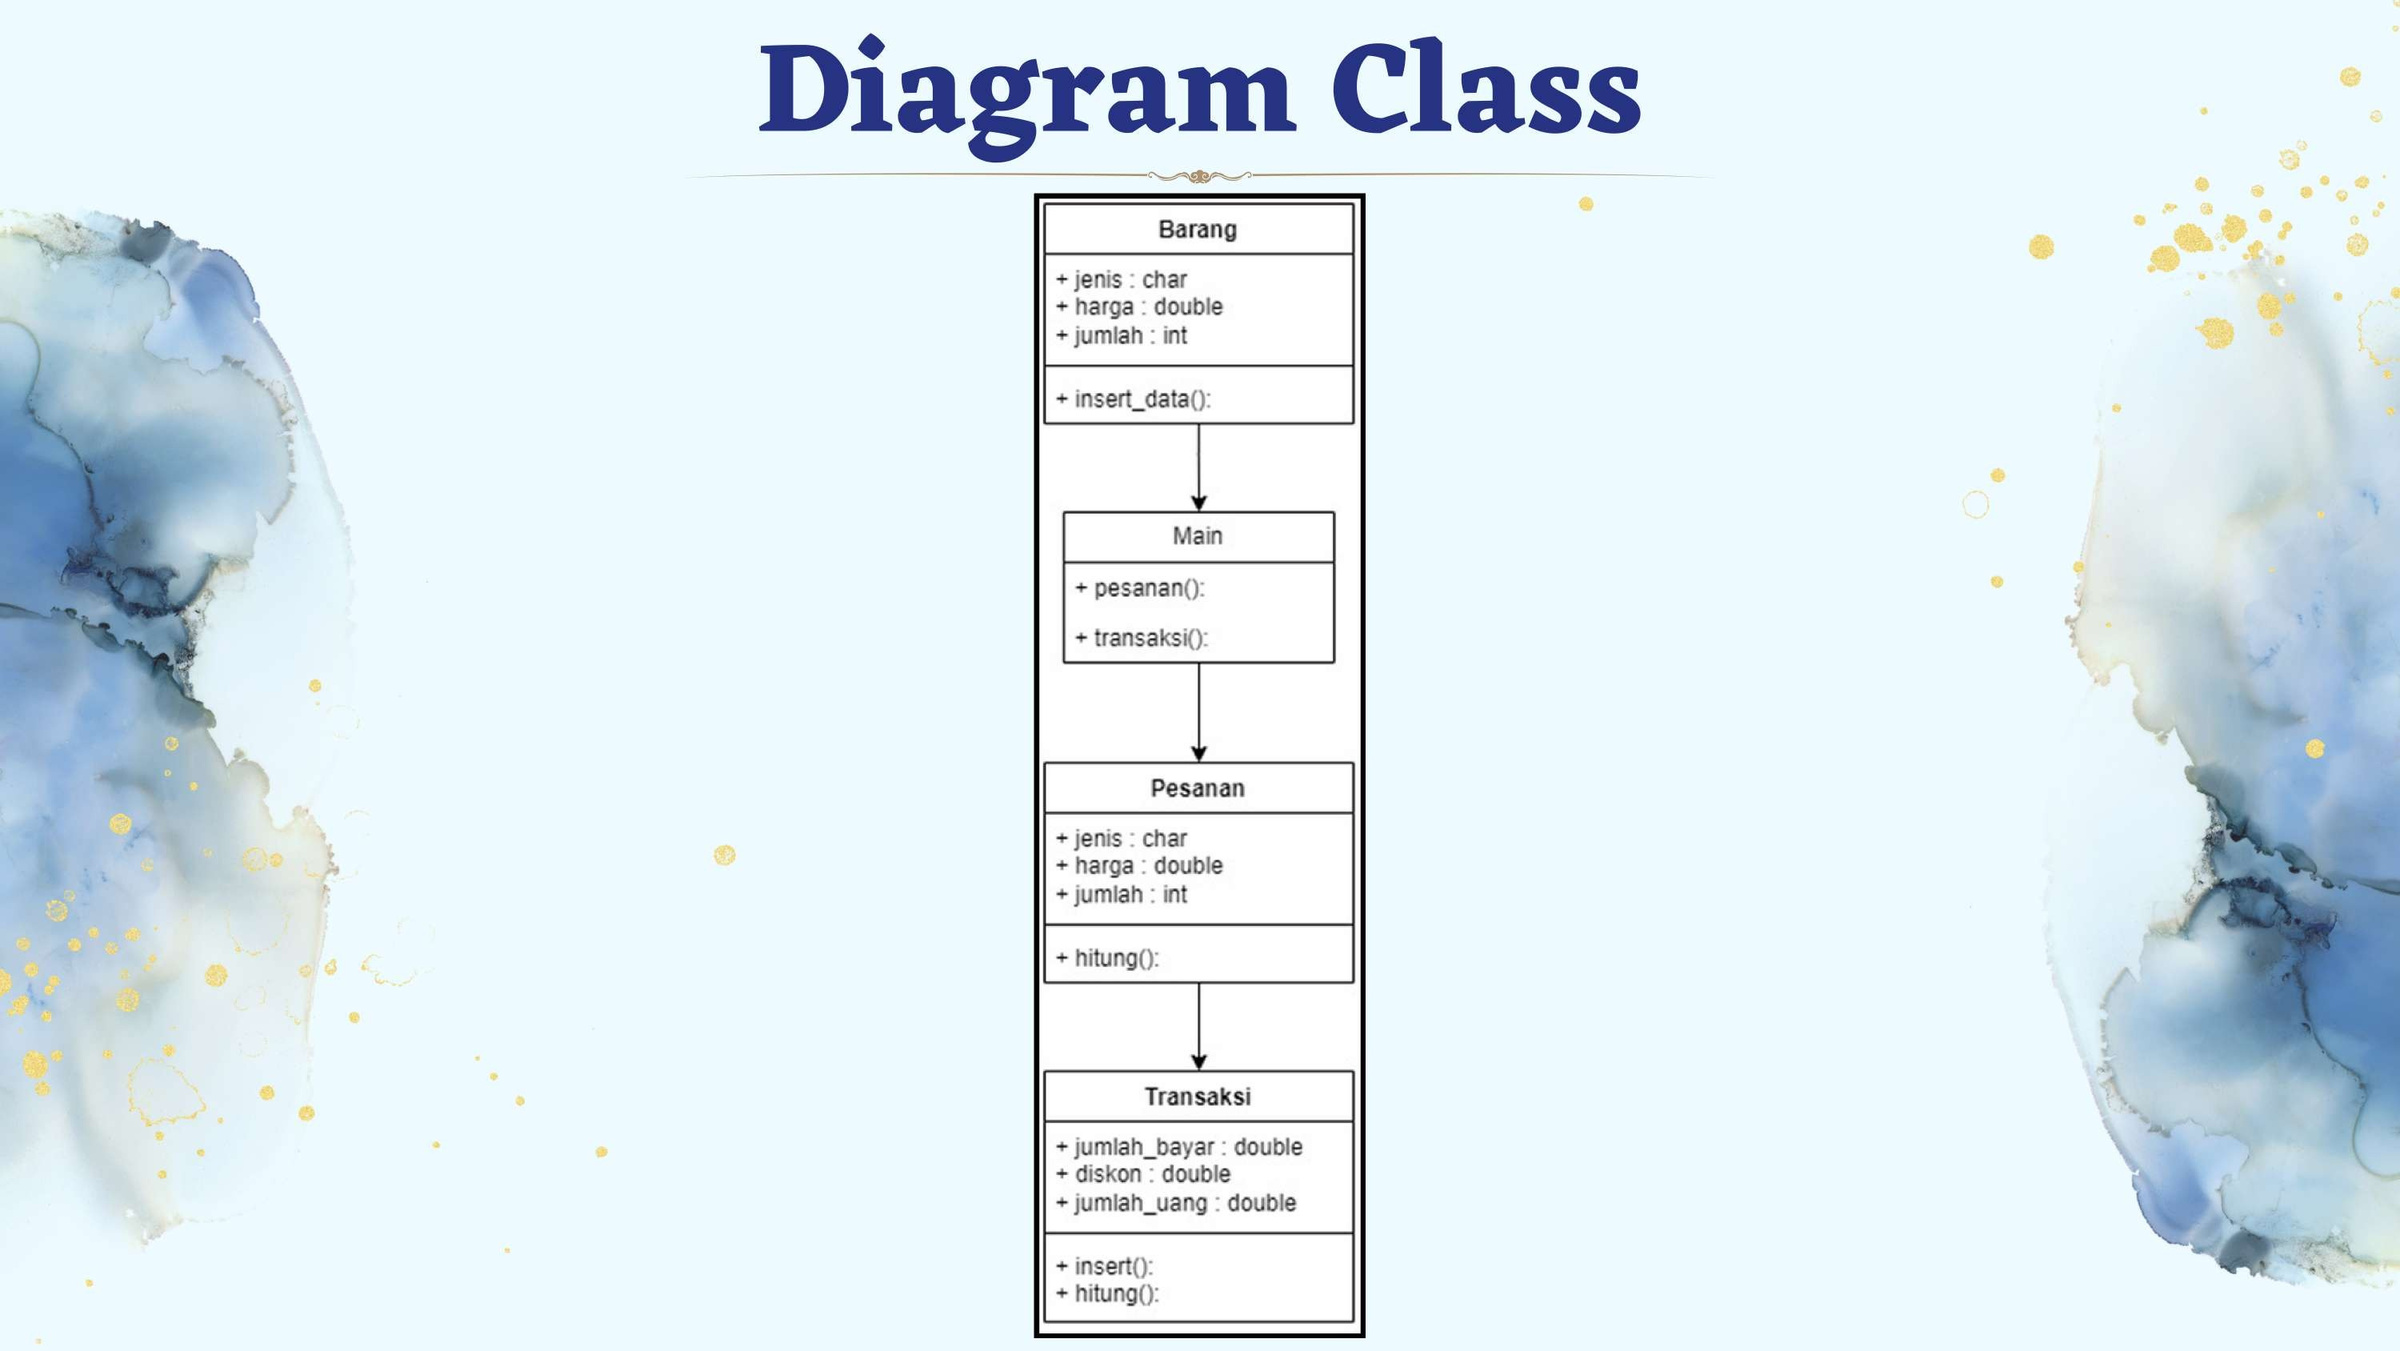 Diagram Class
Barang
+ jenis : char
+ harga : double
+ jumlah : int
+ insert_data():
Main
+ pesanan():
+ transaksi():
Pesanan
+ jenis : char
+ harga : double
+ jumlah : int
+ hitung():
Transaksi
+ jumlah_bayar : double
+ diskon : double
+ jumlah_uang : double
+ insert():
+ hitung():